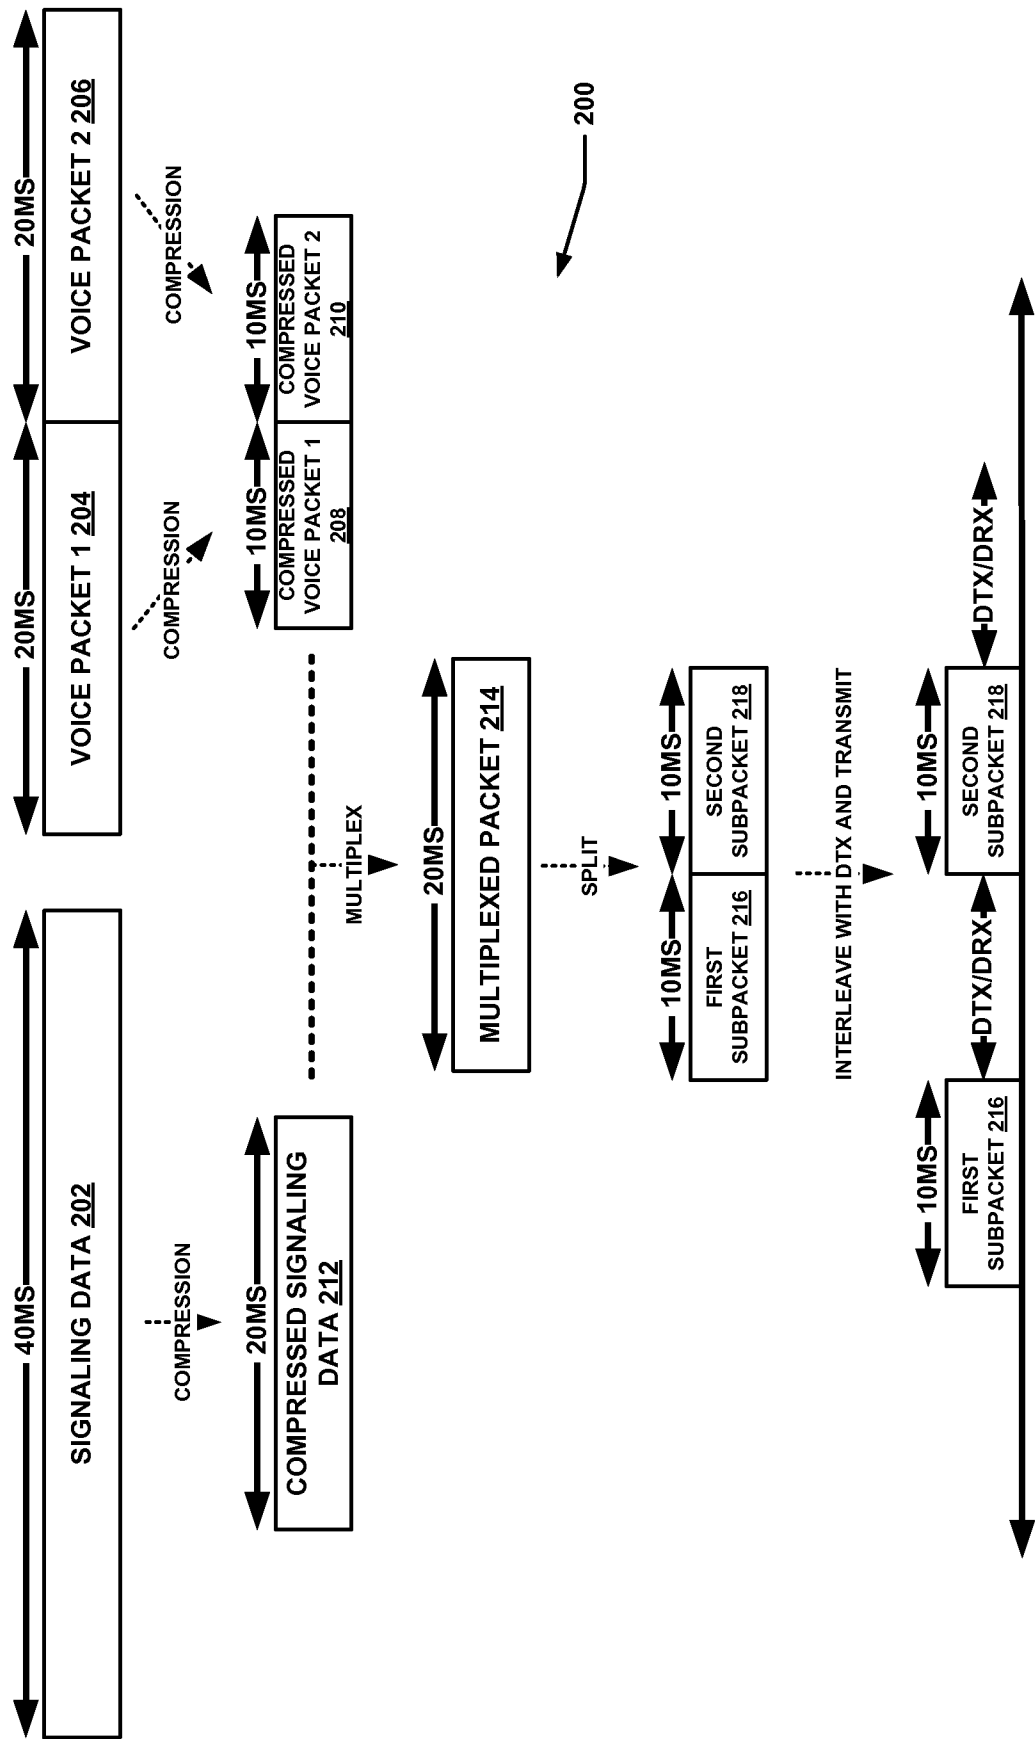 40MS
20MS
20MS
SIGNALING DATA 202
VOICE PACKET 1 204
VOICE PACKET 2 206
COMPRESSION
COMPRESSION
COMPRESSION
20MS
10MS
10MS
COMPRESSED SIGNALING
DATA 212
COMPRESSED
VOICE PACKET 1
208
COMPRESSED
VOICE PACKET 2
210
MULTIPLEX
20MS
MULTIPLEXED PACKET 214
200
SPLIT
10MS
10MS
FIRST
SUBPACKET 216
SECOND
SUBPACKET 218
INTERLEAVE WITH DTX AND TRANSMIT
10MS
10MS
FIRST
SUBPACKET 216
DTX/DRX
SECOND
SUBPACKET 218
DTX/DRX